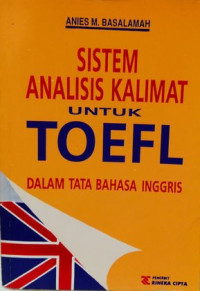 ANIES M. BASALAMAH
SISTEM
ANALISIS KALIMAT
UNTUK
TOEFL
DALAM TATA BAHASA INGGRIS
PENERBIT
RINEKA CIPTA